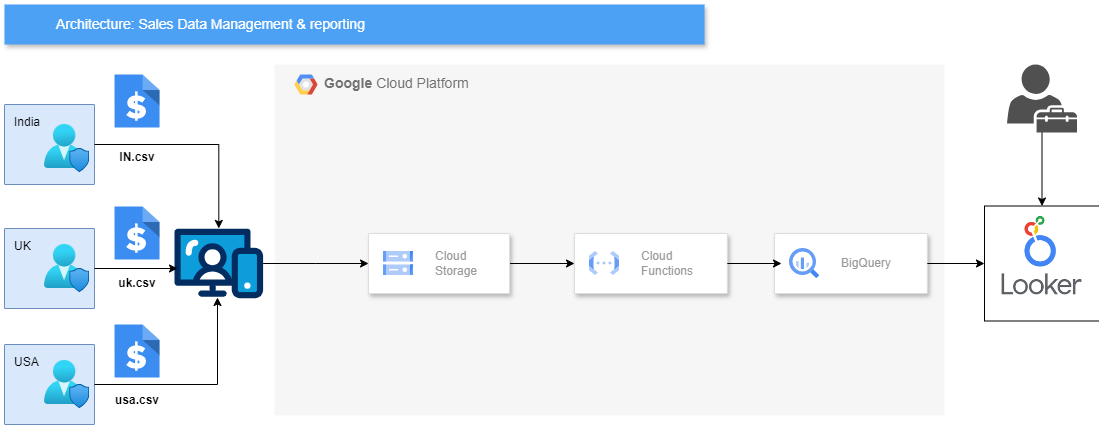 Architecture: Sales Data Management & reporting
Google Cloud Platform
India
IN.csv
UK
uk.csv
USA
usa.csv
Cloud
Storage
Cloud
Functions
BigQuery
Looker